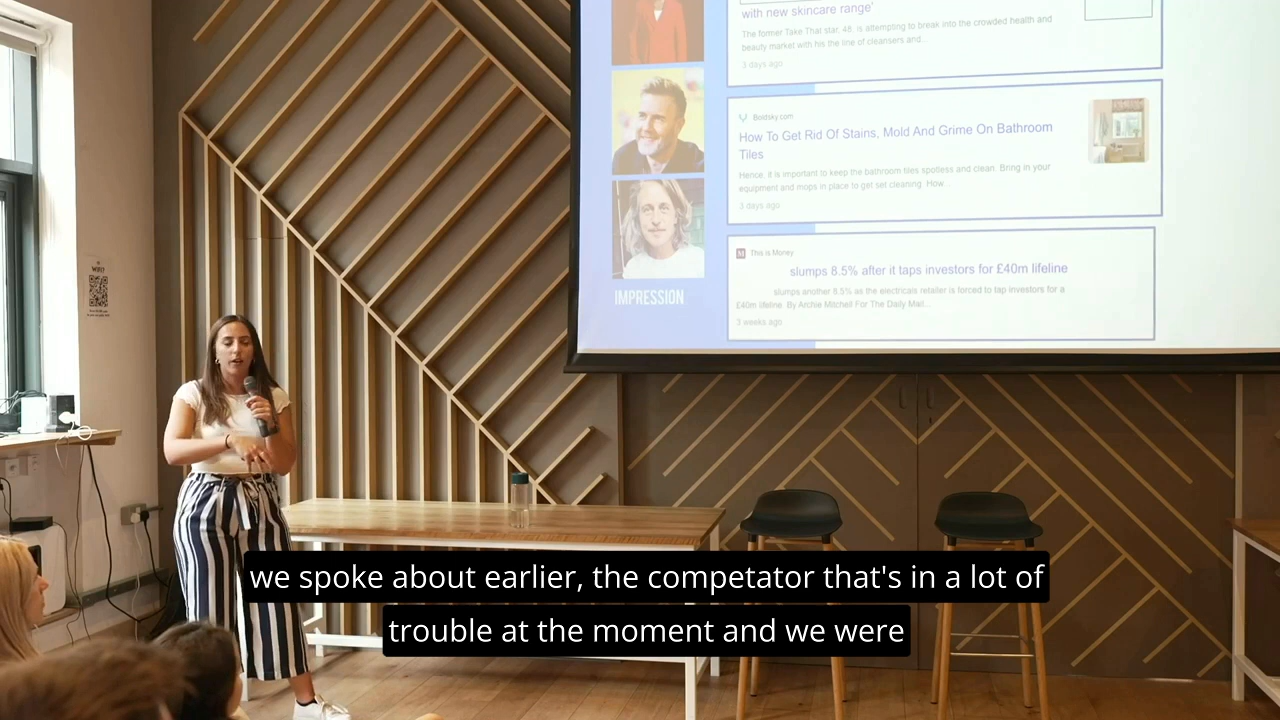 with new skincare range'
The former Take That star, 48, is attempting to break into the crowded health and
beauty market with his the line of cleansers and...
3 days ago
Boldsky.com
How To Get Rid Of Stains, Mold And Grime On Bathroom
Tiles
Hence, it is important to keep the bathroom tiles spotless and clean. Bring in your
equipment and mops in place to get set cleaning. How...
3 days ago
M This is Money
slumps 8.5% after it taps investors for £40m lifeline
slumps another 8.5% as the electricals retailer is forced to tap investors for a
£40m lifeline. By Archie Mitchell For The Daily Mail...
3 weeks ago
IMPRESSION
WIFI?
we spoke about earlier, the competator that's in a lot of
trouble at the moment and we were